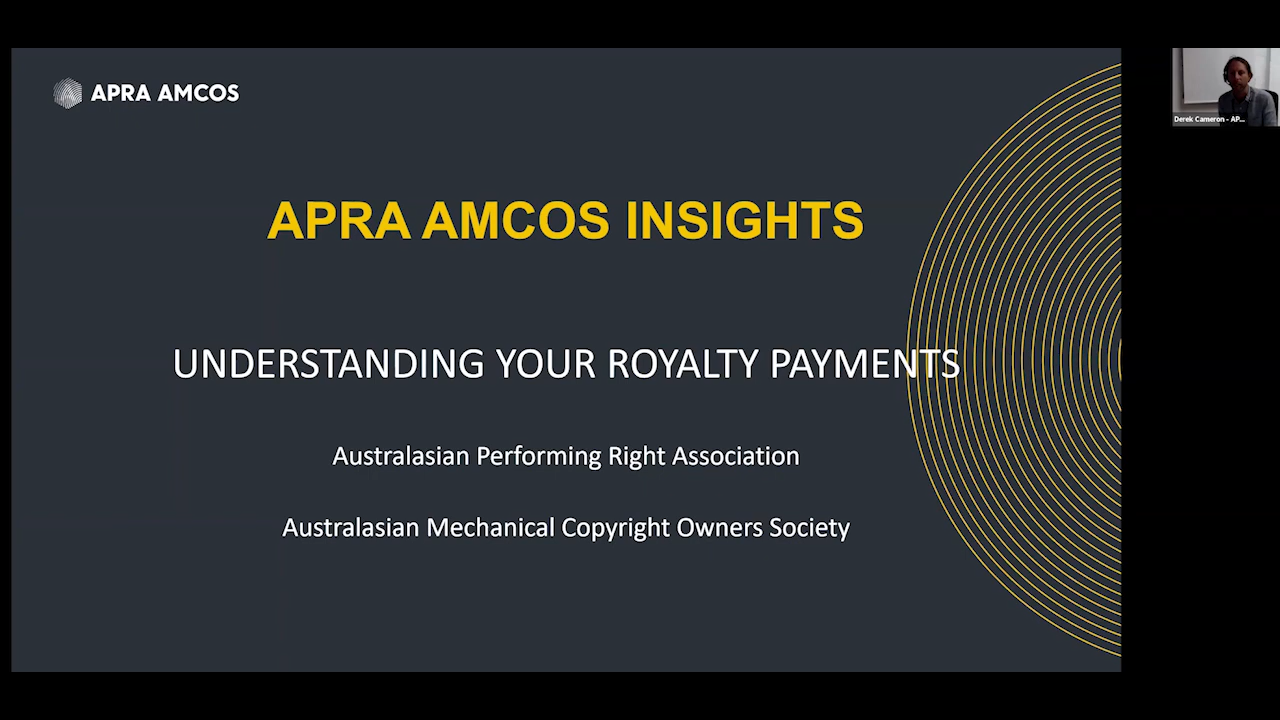 APRA AMCOS
Derek Cameron - AP...
APRA AMCOS INSIGHTS
UNDERSTANDING YOUR ROYALTY PAYMENTS
Australasian Performing Right Association
Australasian Mechanical Copyright Owners Society